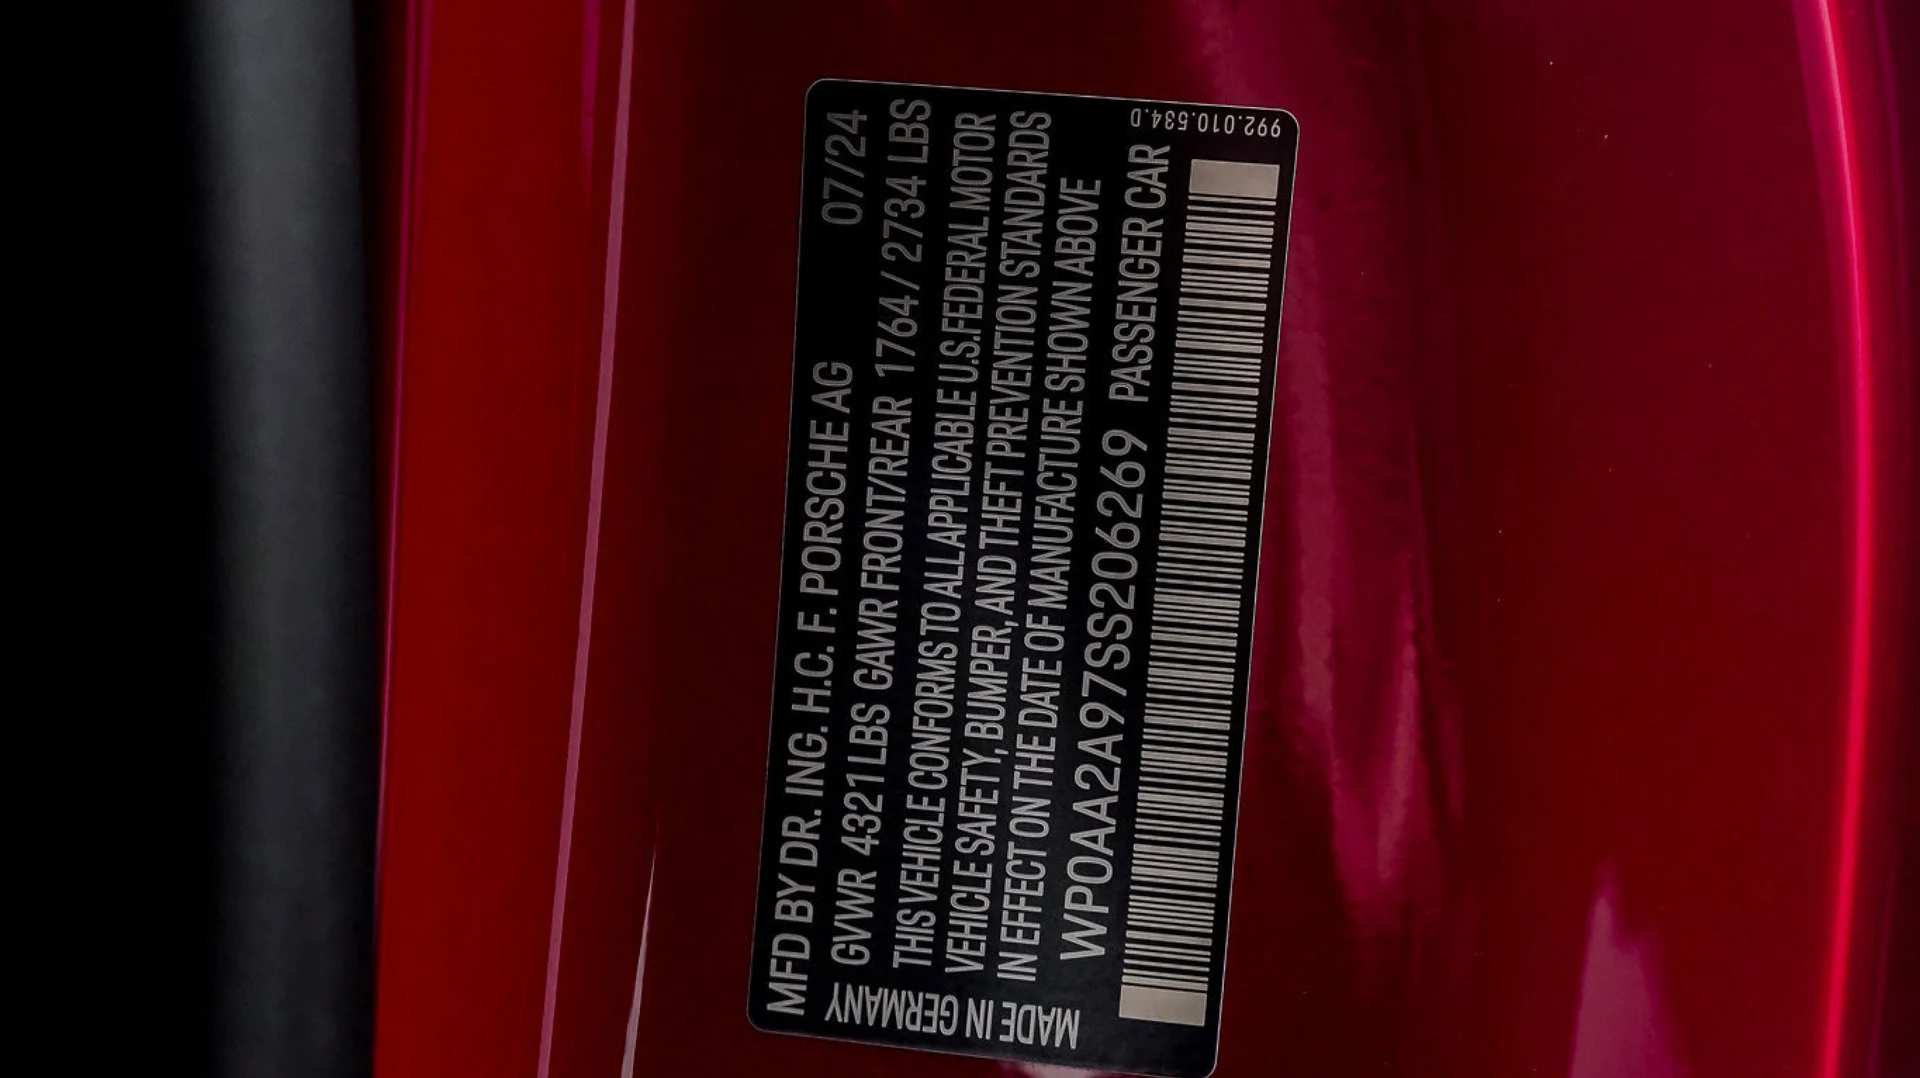 MFD BY DR. ING. H.C. F. PORSCHE AG 07/24
GVWR 4321 LBS GAWR FRONT/REAR 1764 / 2734 LBS
THIS VEHICLE CONFORMS TO ALL APPLICABLE U.S. FEDERAL MOTOR
VEHICLE SAFETY, BUMPER, AND THEFT PREVENTION STANDARDS
IN EFFECT ON THE DATE OF MANUFACTURE SHOWN ABOVE
WP0AA2A97SS206269 PASSENGER CAR
MADE IN GERMANY
992.010.534.D